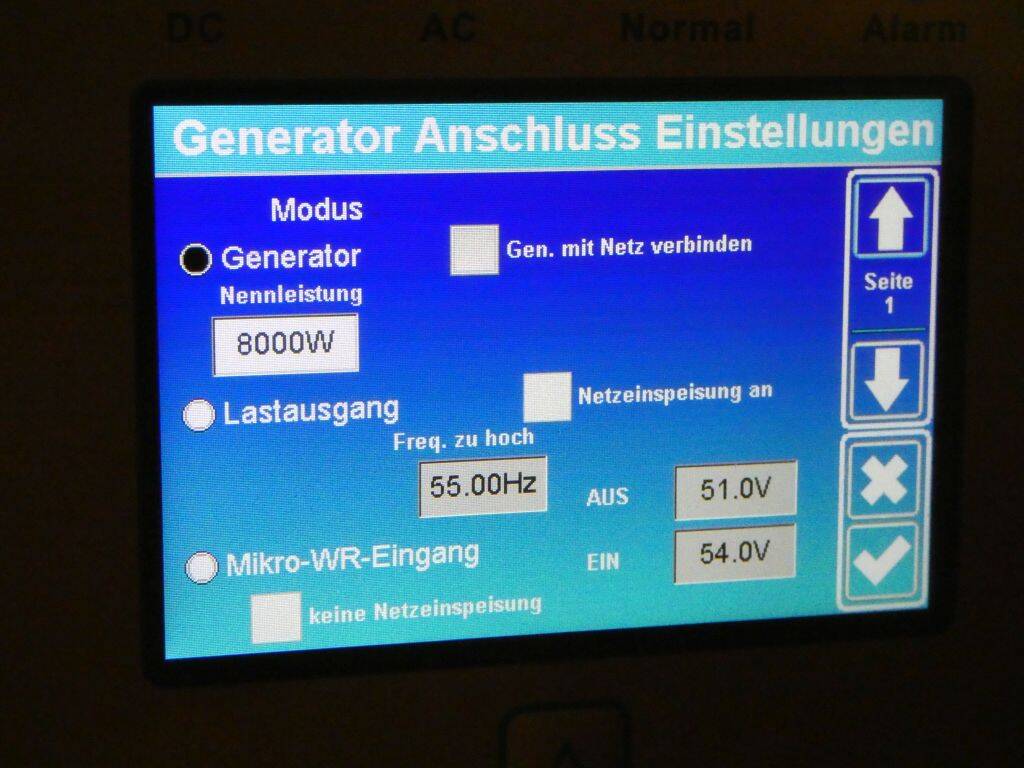 DC AC Normal Alarm
Generator Anschluss Einstellungen
Modus
Generator
Gen. mit Netz verbinden
Nennleistung
8000W
Seite
1
Lastausgang
Netzeinspeisung an
Freq. zu hoch
55.00Hz
AUS
51.0V
Mikro-WR-Eingang
EIN
54.0V
keine Netzeinspeisung